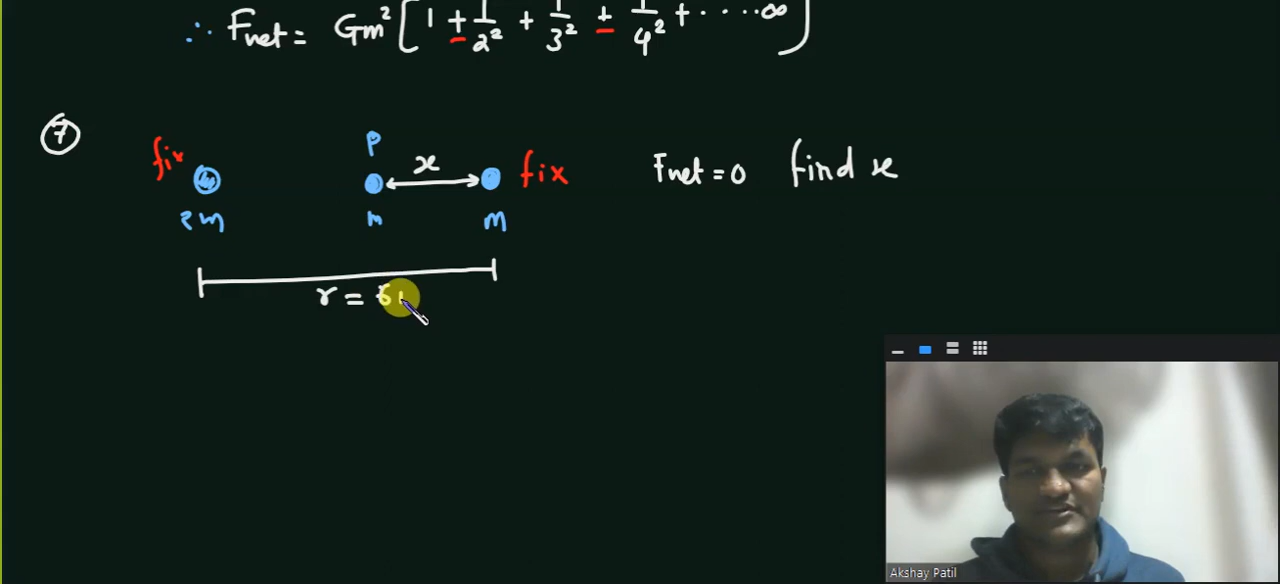 ∴ Fnet = Gm² [ 1 + 1/2² + 1/3² + 1/4² + .....∞ ]
7
fix P x fix Fnet = 0 find x
2m m m
r =
Akshay Patil